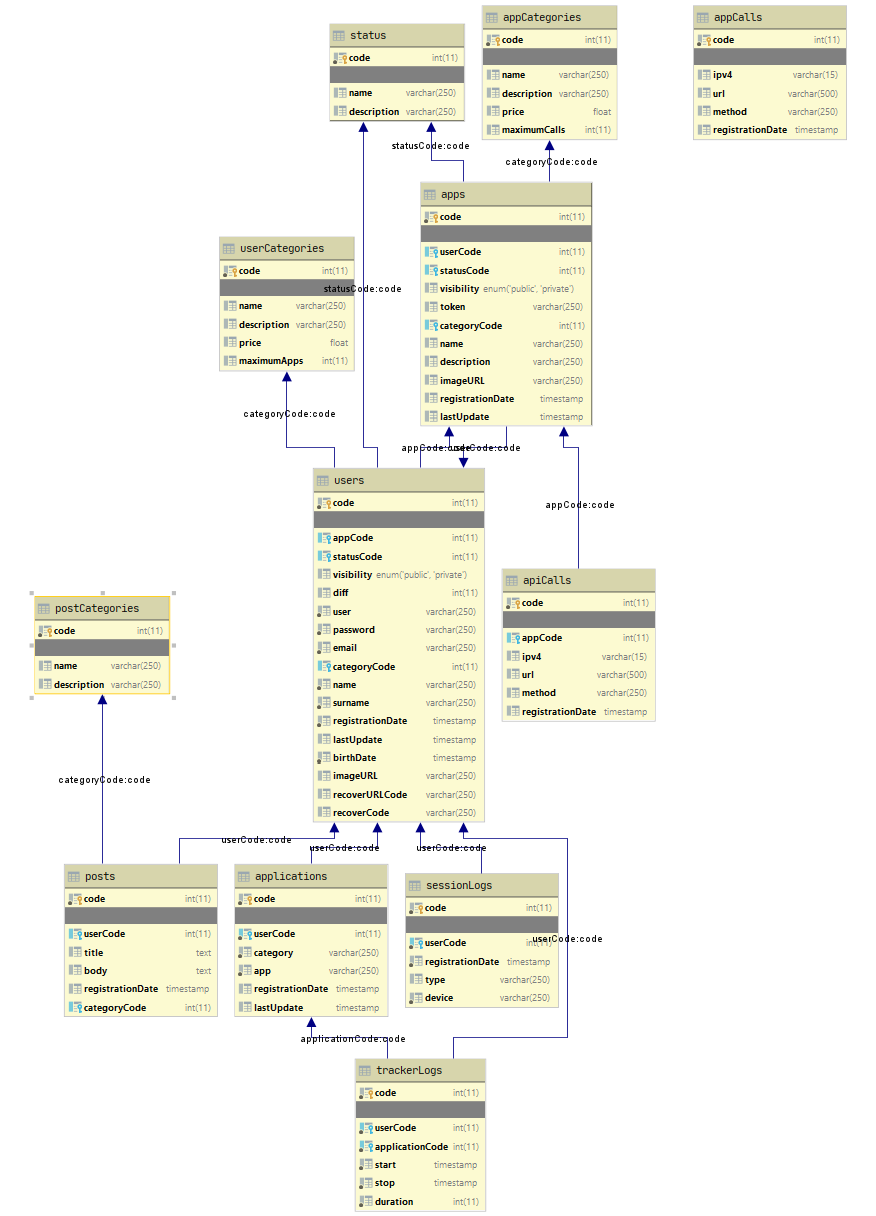 status
code int(11)
name varchar(250)
description varchar(250)
appCategories
code int(11)
name varchar(250)
description varchar(250)
price float
maximumCalls int(11)
appCalls
code int(11)
ipv4 varchar(15)
url varchar(500)
method varchar(250)
registrationDate timestamp
statusCode:code
categoryCode:code
apps
code int(11)
userCode int(11)
statusCode int(11)
visibility enum('public', 'private')
token varchar(250)
categoryCode int(11)
name varchar(250)
description varchar(250)
imageURL varchar(250)
registrationDate timestamp
lastUpdate timestamp
userCategories
code int(11)
statusCode:code
name varchar(250)
description varchar(250)
price float
maximumApps int(11)
categoryCode:code
appCode:code
userCode:code
appCode:code
users
code int(11)
appCode int(11)
statusCode int(11)
visibility enum('public', 'private')
diff int(11)
user varchar(250)
password varchar(250)
email varchar(250)
categoryCode int(11)
name varchar(250)
surname varchar(250)
registrationDate timestamp
lastUpdate timestamp
birthDate timestamp
imageURL varchar(250)
recoverURLCode varchar(250)
recoverCode varchar(250)
apiCalls
code int(11)
appCode int(11)
ipv4 varchar(15)
url varchar(500)
method varchar(250)
registrationDate timestamp
postCategories
code int(11)
name varchar(250)
description varchar(250)
categoryCode:code
userCode:code
userCode:code
userCode:code
userCode:code
posts
code int(11)
userCode int(11)
title text
body text
registrationDate timestamp
categoryCode int(11)
applications
code int(11)
userCode int(11)
category varchar(250)
app varchar(250)
registrationDate timestamp
lastUpdate timestamp
sessionLogs
code int(11)
userCode int(11)
registrationDate timestamp
type varchar(250)
device varchar(250)
applicationCode:code
trackerLogs
code int(11)
userCode int(11)
applicationCode int(11)
start timestamp
stop timestamp
duration int(11)